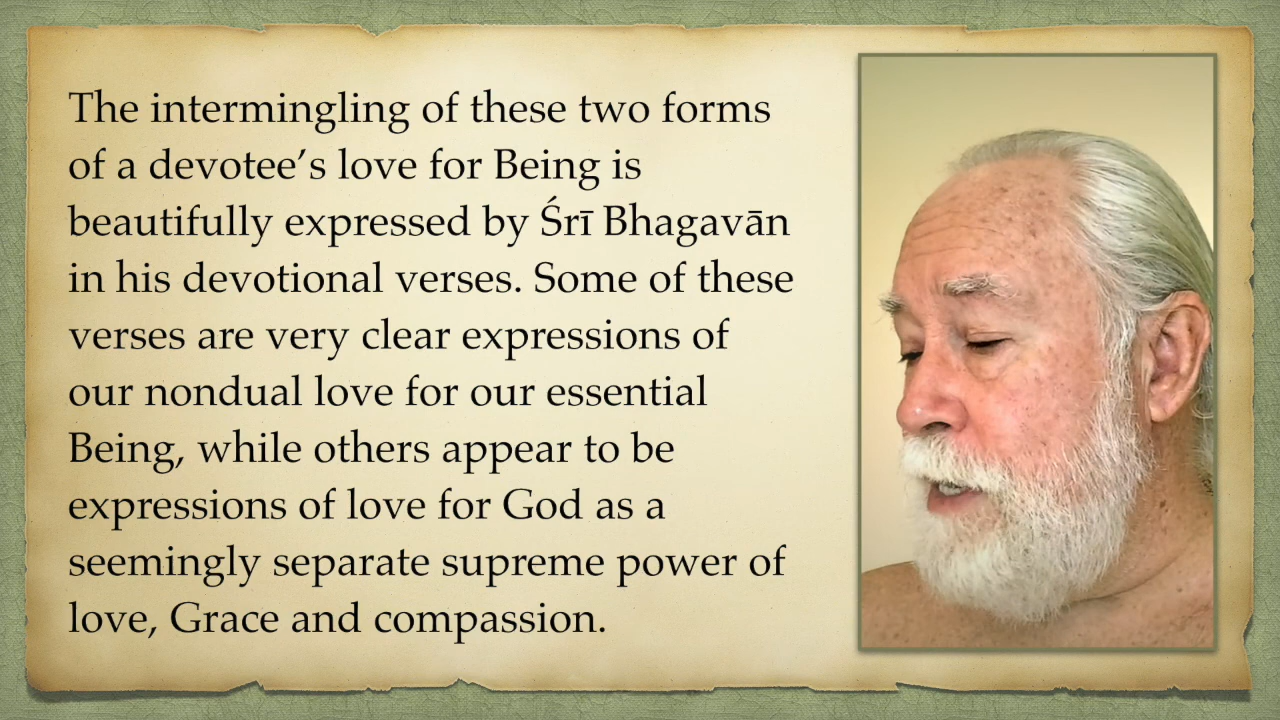 The intermingling of these two forms
of a devotee’s love for Being is
beautifully expressed by Śrī Bhagavān
in his devotional verses. Some of these
verses are very clear expressions of
our nondual love for our essential
Being, while others appear to be
expressions of love for God as a
seemingly separate supreme power of
love, Grace and compassion.